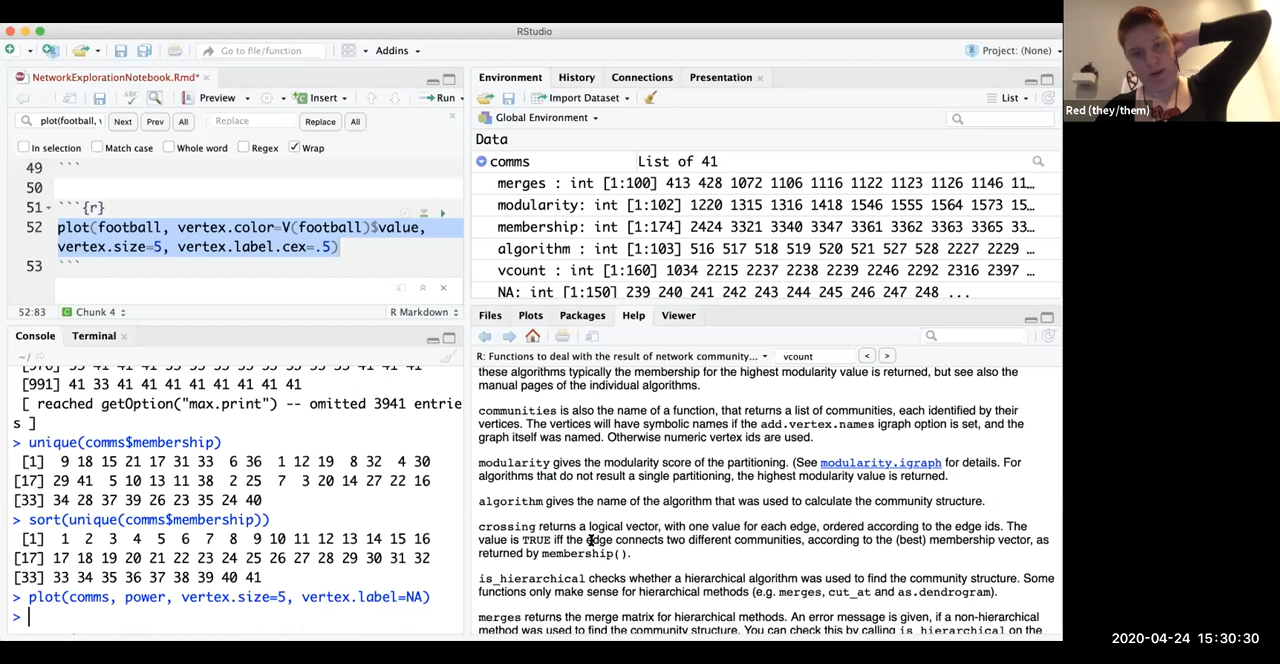 RStudio
Go to file/function
Addins
Project: (None)
NetworkExplorationNotebook.Rmd*
Preview
Insert
Run
plot(football, v
Next
Prev
All
Replace
Replace
All
In selection
Match case
Whole word
Regex
Wrap
49 ```
50
51 ```{r}
52 plot(football, vertex.color=V(football)$value,
vertex.size=5, vertex.label.cex=.5)
53 ```
52:83
Chunk 4
R Markdown
Console
Terminal
~/
[991] 41 33 41 41 41 41 41 41 41 41
[ reached getOption("max.print") -- omitted 3941 entrie
s ]
> unique(comms$membership)
[1] 9 18 15 21 17 31 33 6 36 1 12 19 8 32 4 30
[17] 29 41 5 10 13 11 38 2 25 7 3 20 14 27 22 16
[33] 34 28 37 39 26 23 35 24 40
> sort(unique(comms$membership))
[1] 1 2 3 4 5 6 7 8 9 10 11 12 13 14 15 16
[17] 17 18 19 20 21 22 23 24 25 26 27 28 29 30 31 32
[33] 33 34 35 36 37 38 39 40 41
> plot(comms, power, vertex.size=5, vertex.label=NA)
>
Environment
History
Connections
Presentation
Import Dataset
List
Global Environment
Data
comms List of 41
merges : int [1:100] 413 428 1072 1106 1116 1122 1123 1126 1146 11…
modularity: int [1:102] 1220 1315 1316 1418 1546 1555 1564 1573 15…
membership: int [1:174] 2424 3321 3340 3347 3361 3362 3363 3365 33…
algorithm : int [1:103] 516 517 518 519 520 521 527 528 2227 2229 …
vcount : int [1:160] 1034 2215 2237 2238 2239 2246 2292 2316 2397 …
NA: int [1:150] 239 240 241 242 243 244 245 246 247 248 ...
Files
Plots
Packages
Help
Viewer
R: Functions to deal with the result of network community...
vcount
these algorithms typically the membership for the highest modularity value is returned, but see also the
manual pages of the individual algorithms.
communities is also the name of a function, that returns a list of communities, each identified by their
vertices. The vertices will have symbolic names if the add.vertex.names igraph option is set, and the
graph itself was named. Otherwise numeric vertex ids are used.
modularity gives the modularity score of the partitioning. (See modularity.igraph for details. For
algorithms that do not result a single partitioning, the highest modularity value is returned.
algorithm gives the name of the algorithm that was used to calculate the community structure.
crossing returns a logical vector, with one value for each edge, ordered according to the edge ids. The
value is TRUE iff the edge connects two different communities, according to the (best) membership vector, as
returned by membership().
is_hierarchical checks whether a hierarchical algorithm was used to find the community structure. Some
functions only make sense for hierarchical methods (e.g. merges, cut_at and as.dendrogram).
merges returns the merge matrix for hierarchical methods. An error message is given, if a non-hierarchical
method was used to find the community structure. You can check this by calling is_hierarchical on the
Red (they/them)
2020-04-24 15:30:30